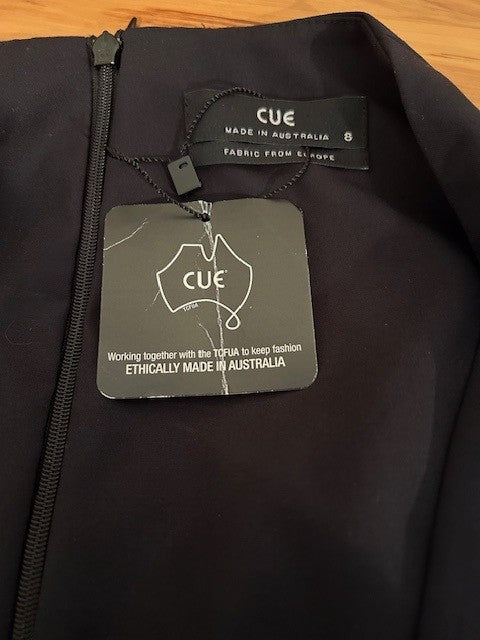 CUE
MADE IN AUSTRALIA 8
FABRIC FROM EUROPE
CUE®
TCFUA
Working together with the TCFUA to keep fashion
ETHICALLY MADE IN AUSTRALIA